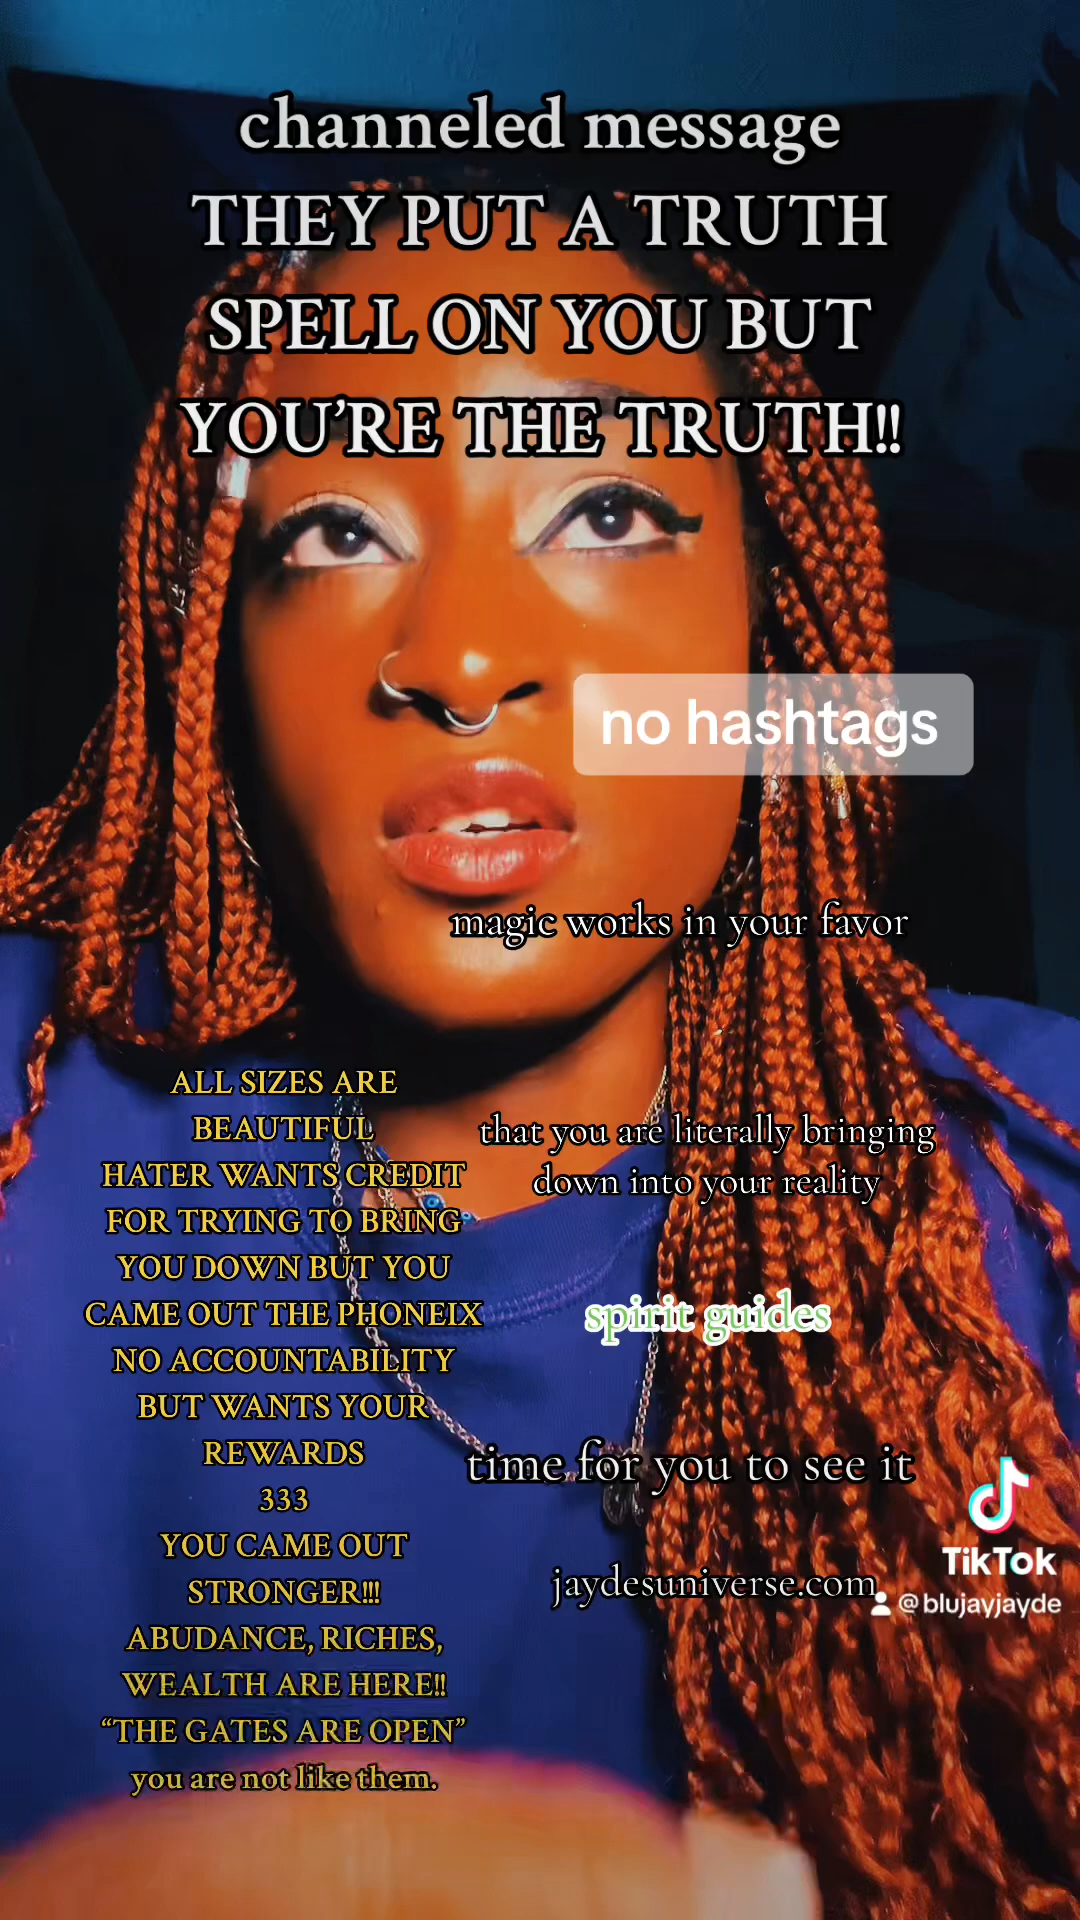 channeled message
THEY PUT A TRUTH
SPELL ON YOU BUT
YOU’RE THE TRUTH!!
no hashtags
magic works in your favor
ALL SIZES ARE
BEAUTIFUL
HATER WANTS CREDIT
FOR TRYING TO BRING
YOU DOWN BUT YOU
CAME OUT THE PHONEIX
NO ACCOUNTABILITY
BUT WANTS YOUR
REWARDS
333
YOU CAME OUT
STRONGER!!!
ABUDANCE, RICHES,
WEALTH ARE HERE!!
“THE GATES ARE OPEN”
you are not like them.
that you are literally bringing
down into your reality
spirit guides
time for you to see it
jaydesuniverse.com
TikTok
@blujayjayde